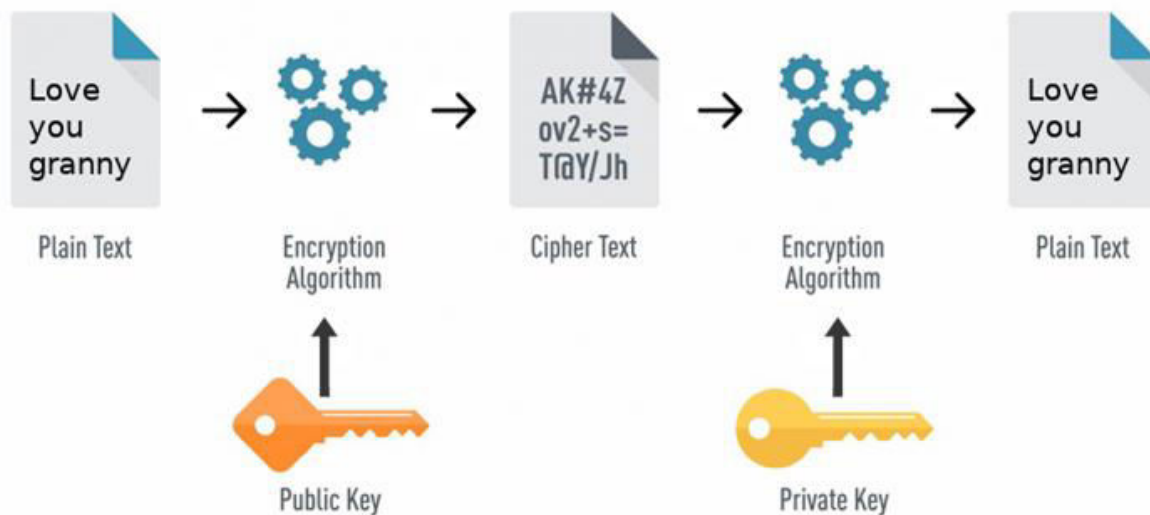 Love
you
granny
AK#4Z
ov2+s=
T@Y/Jh
Love
you
granny
Plain Text
Encryption
Algorithm
Cipher Text
Encryption
Algorithm
Plain Text
Public Key
Private Key